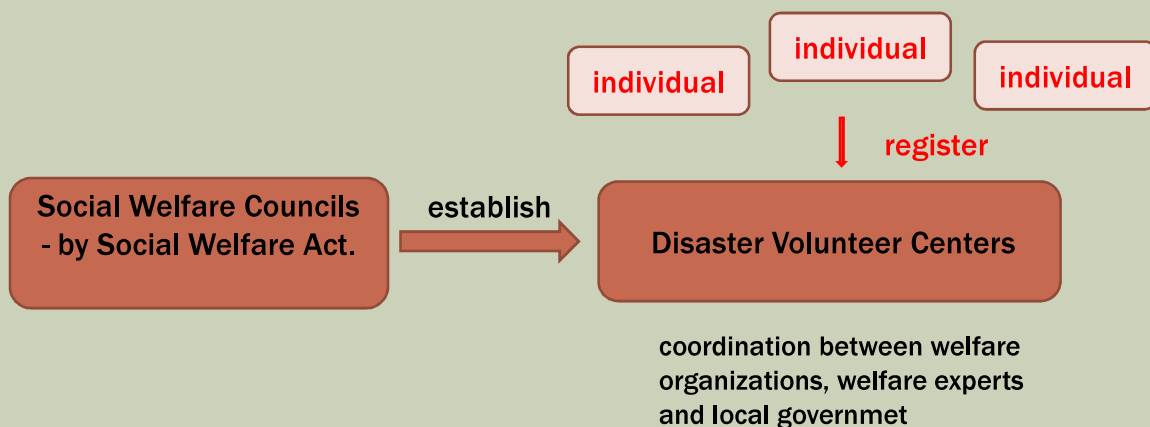 individual
individual
individual
register
Social Welfare Councils
- by Social Welfare Act.
establish
Disaster Volunteer Centers
coordination between welfare
organizations, welfare experts
and local governmet